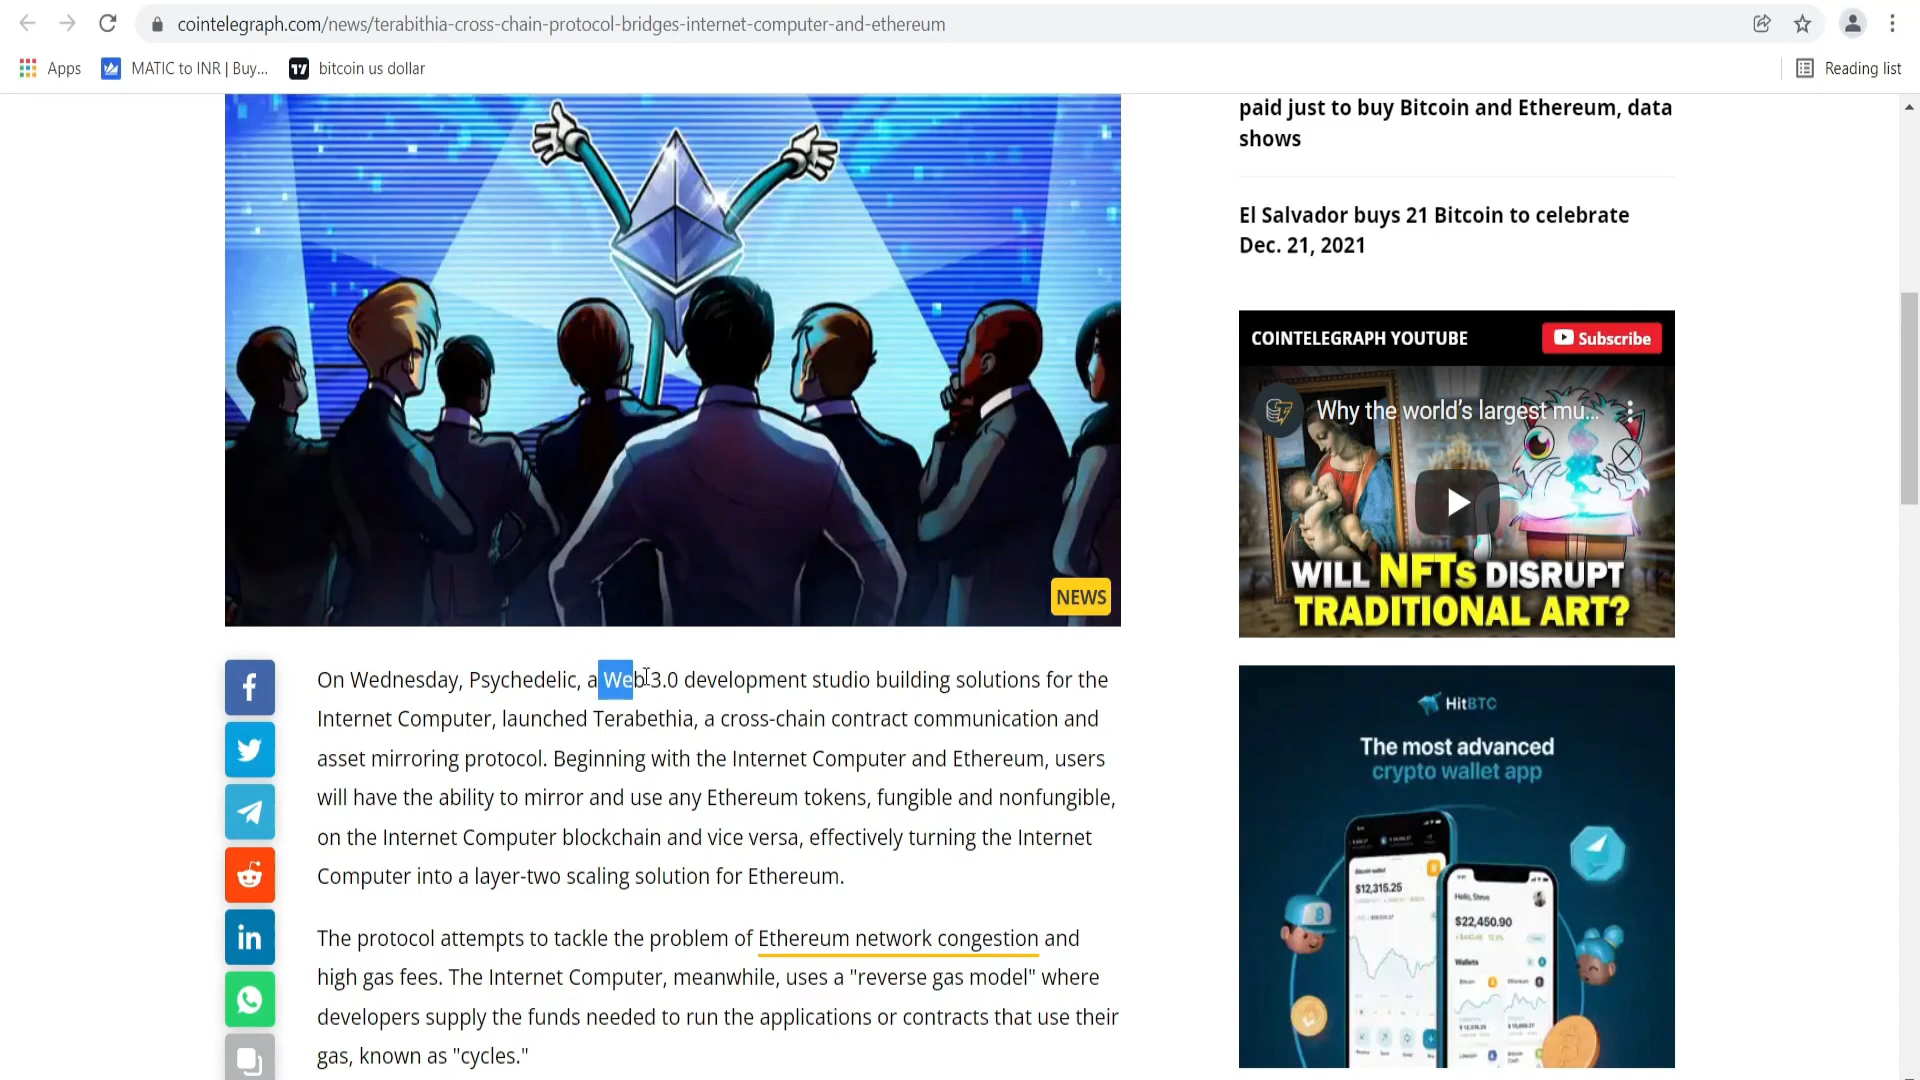 cointelegraph.com/news/terabithia-cross-chain-protocol-bridges-internet-computer-and-ethereum
Apps
MATIC to INR | Buy...
bitcoin us dollar
Reading list
NEWS
On Wednesday, Psychedelic, a Web 3.0 development studio building solutions for the
Internet Computer, launched Terabethia, a cross-chain contract communication and
asset mirroring protocol. Beginning with the Internet Computer and Ethereum, users
will have the ability to mirror and use any Ethereum tokens, fungible and nonfungible,
on the Internet Computer blockchain and vice versa, effectively turning the Internet
Computer into a layer-two scaling solution for Ethereum.
The protocol attempts to tackle the problem of Ethereum network congestion and
high gas fees. The Internet Computer, meanwhile, uses a "reverse gas model" where
developers supply the funds needed to run the applications or contracts that use their
gas, known as "cycles."
paid just to buy Bitcoin and Ethereum, data
shows
El Salvador buys 21 Bitcoin to celebrate
Dec. 21, 2021
COINTELEGRAPH YOUTUBE
Subscribe
Why the world's largest mu...
WILL NFTs DISRUPT
TRADITIONAL ART?
HitBTC
The most advanced
crypto wallet app
$12,315.25
Hello, Steve
$22,450.90
Wallets